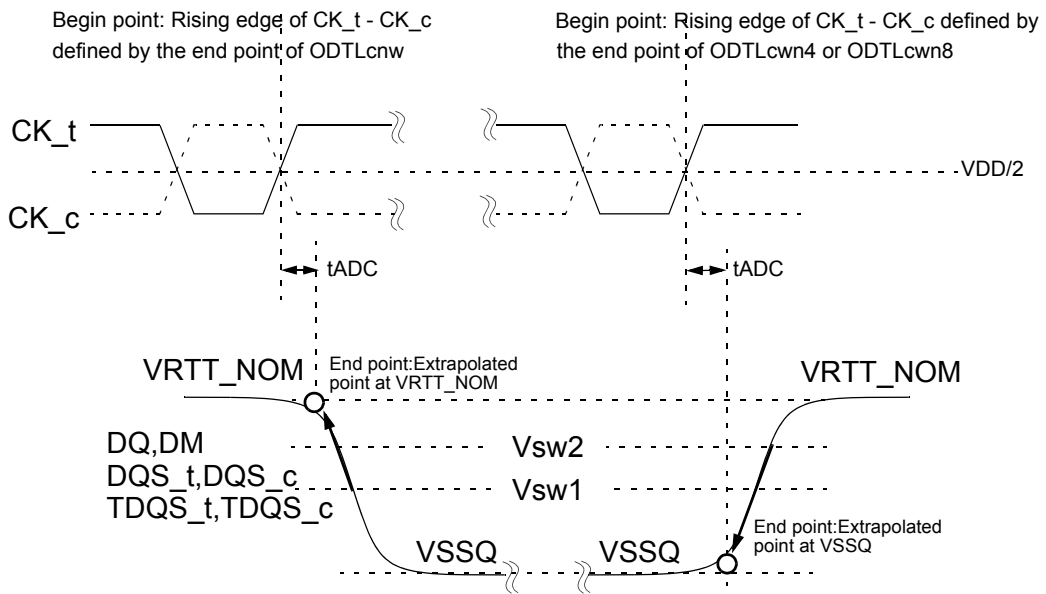 Begin point: Rising edge of CK_t - CK_c
defined by the end point of ODTLcnw
Begin point: Rising edge of CK_t - CK_c defined by
the end point of ODTLcwn4 or ODTLcwn8
CK_t
VDD/2
CK_c
tADC
tADC
VRTT_NOM
End point:Extrapolated
point at VRTT_NOM
VRTT_NOM
DQ,DM
DQS_t,DQS_c
TDQS_t,TDQS_c
Vsw2
Vsw1
End point:Extrapolated
point at VSSQ
VSSQ
VSSQ